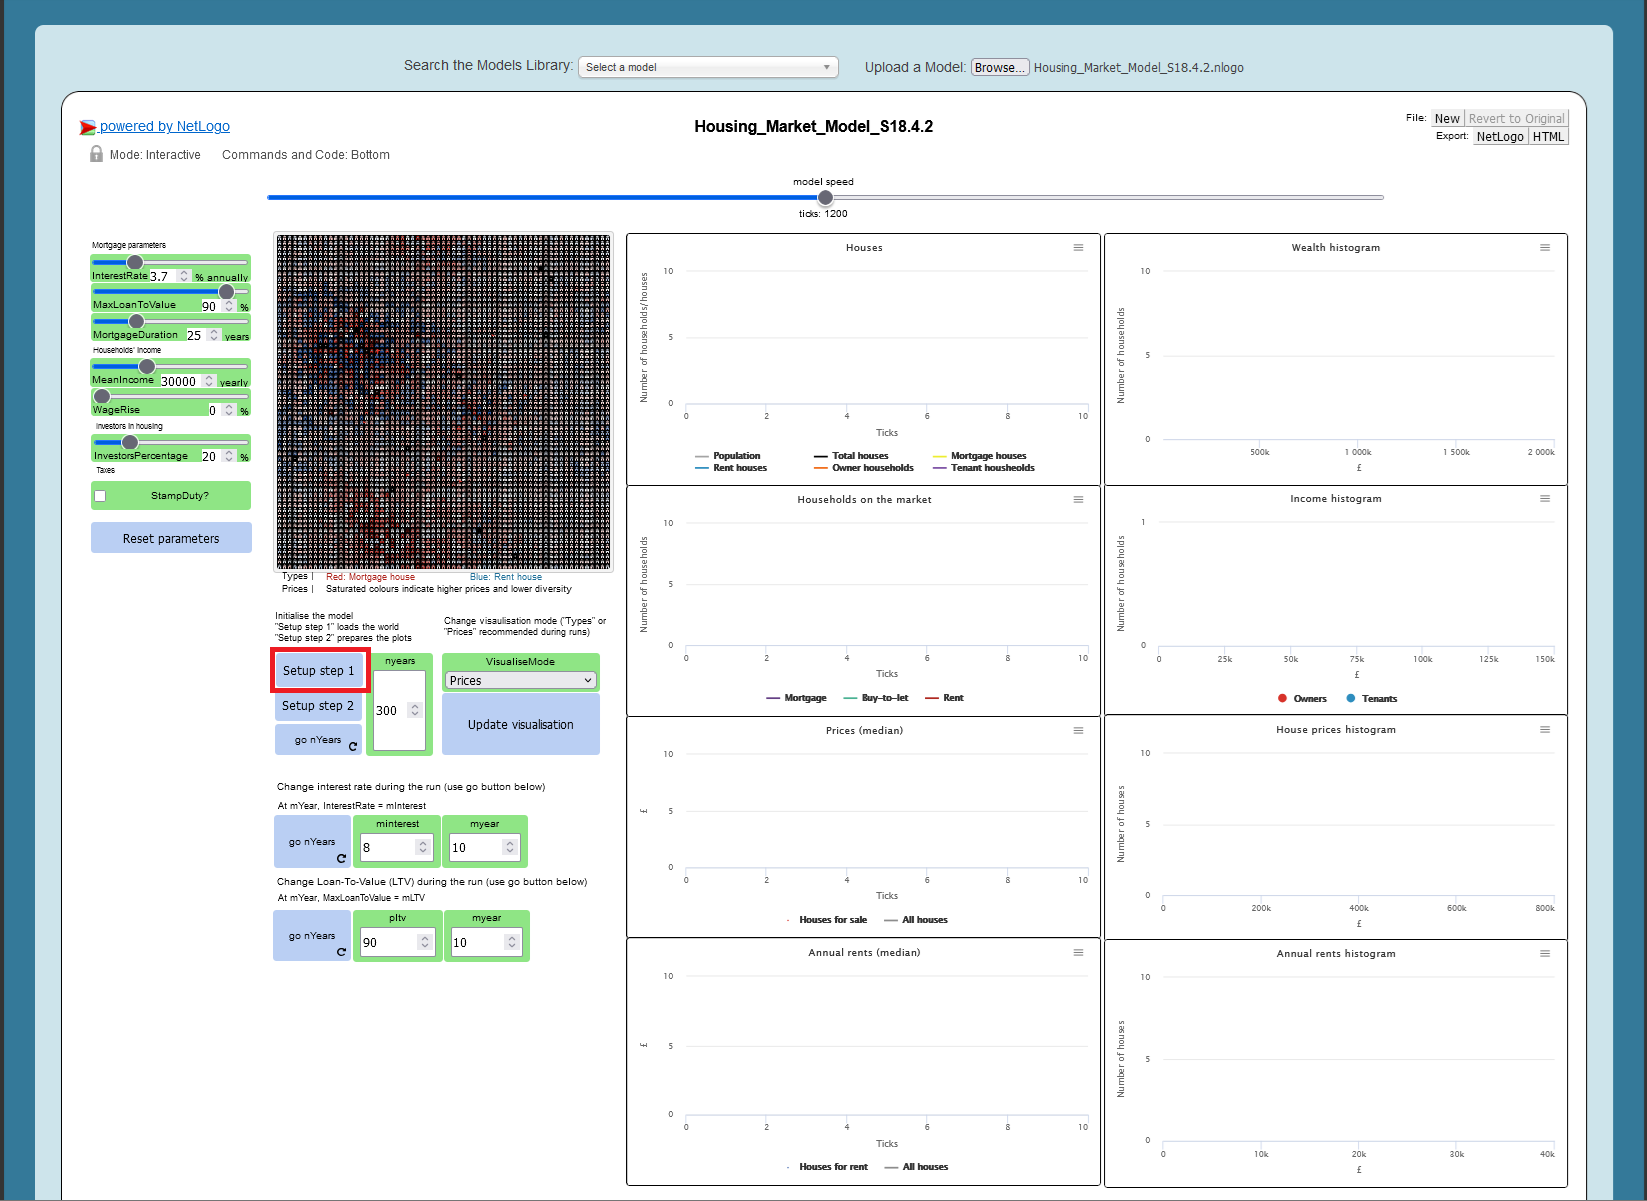 Search the Models Library: Select a model Upload a Model: Browse... Housing_Market_Model_S18.4.2.nlogo
powered by NetLogo
Housing_Market_Model_S18.4.2
File: New Revert to Original
Export: NetLogo HTML
Mode: Interactive Commands and Code: Bottom
model speed
ticks: 1200
Mortgage parameters
InterestRate 3.7 % annually
MaxLoanToValue 90 %
MortgageDuration 25 years
Households' Income
MeanIncome 30000 yearly
WageRise 0 %
Investors in housing
InvestorsPercentage 20 %
Taxes
StampDuty?
Reset parameters
Types | Red: Mortgage house Blue: Rent house
Prices | Saturated colours indicate higher prices and lower diversity
Initialise the model
"Setup step 1" loads the world
"Setup step 2" prepares the plots
Change visaulisation mode ("Types" or
"Prices" recommended during runs)
Setup step 1
Setup step 2
go nYears
nyears
300
VisualiseMode
Prices
Update visualisation
Change interest rate during the run (use go button below)
At mYear, InterestRate = mInterest
go nYears
minterest
8
myear
10
Change Loan-To-Value (LTV) during the run (use go button below)
At mYear, MaxLoanToValue = mLTV
go nYears
pltv
90
myear
10
Houses
Number of households/houses
10
5
0
0 2 4 6 8 10
Ticks
Population Total houses Mortgage houses
Rent houses Owner households Tenant housheolds
Households on the market
Number of households
10
5
0
0 2 4 6 8 10
Ticks
Mortgage Buy-to-let Rent
Prices (median)
£
10
5
0
0 2 4 6 8 10
Ticks
Houses for sale All houses
Annual rents (median)
£
10
5
0
0 2 4 6 8 10
Ticks
Houses for rent All houses
Wealth histogram
Number of households
10
5
0
500k 1 000k 1 500k 2 000k
£
Income histogram
Number of households
1
0
0 25k 50k 75k 100k 125k 150k
£
Owners Tenants
House prices histogram
Number of houses
10
5
0
0 200k 400k 600k 800k
£
Annual rents histogram
Number of houses
10
5
0
0 10k 20k 30k 40k
£